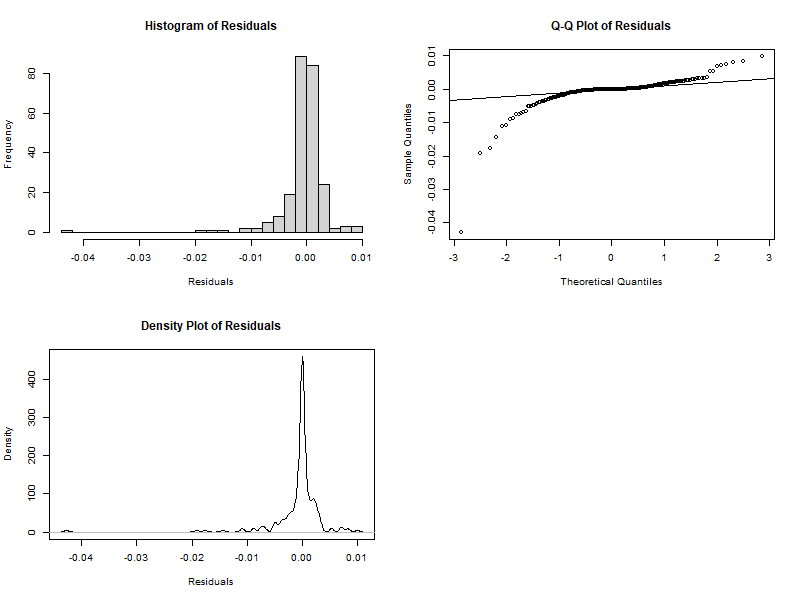 Histogram of Residuals
Frequency
0 20 40 60 80
-0.04 -0.03 -0.02 -0.01 0.00 0.01
Residuals
Q-Q Plot of Residuals
Sample Quantiles
-0.04 -0.03 -0.02 -0.01 0.00 0.01
-3 -2 -1 0 1 2 3
Theoretical Quantiles
Density Plot of Residuals
Density
0 100 200 300 400
-0.04 -0.03 -0.02 -0.01 0.00 0.01
Residuals